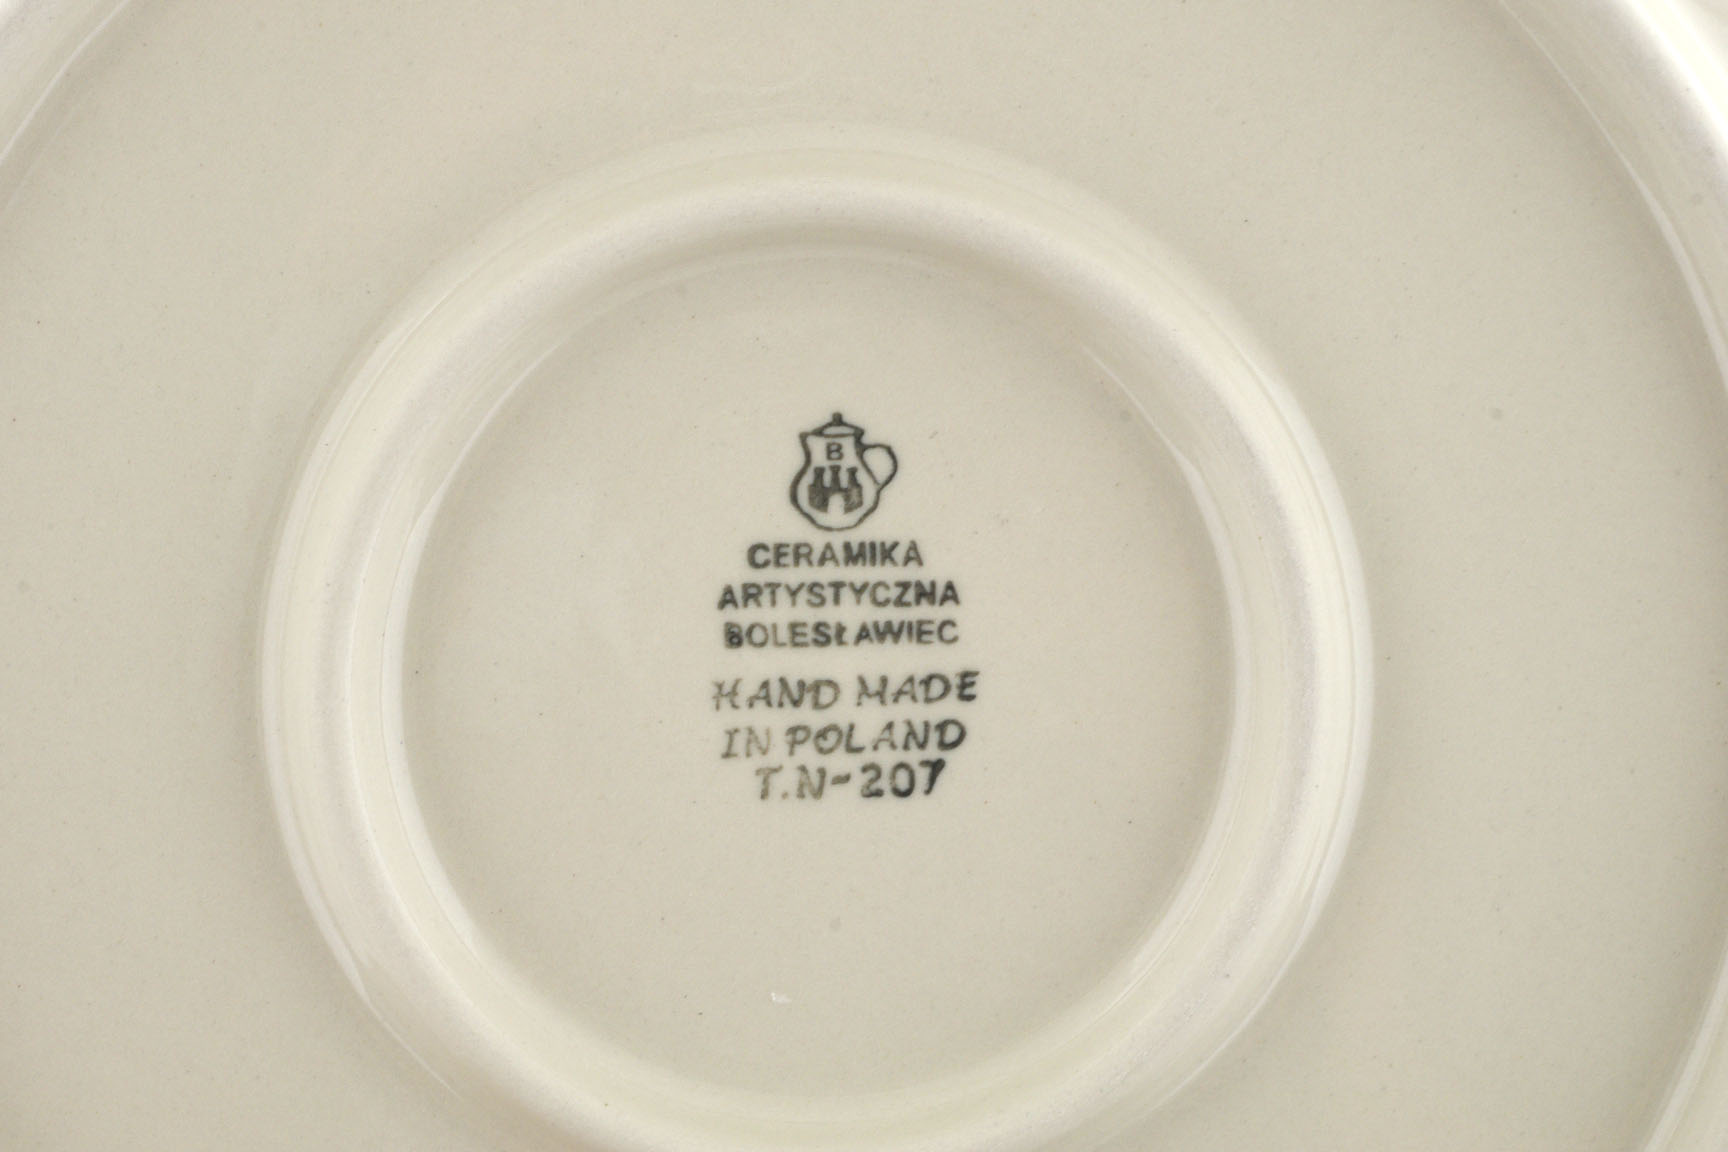 B
CERAMIKA
ARTYSTYCZNA
BOLESŁAWIEC
HAND MADE
IN POLAND
T.N-207